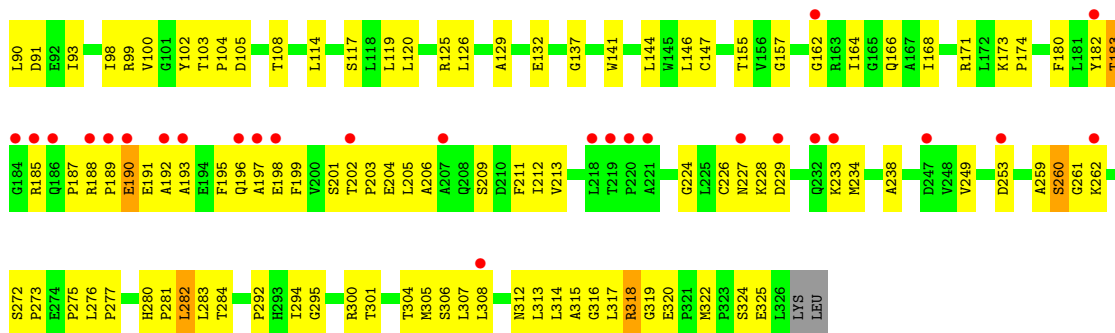 L90 D91 E92 I93 I98 R99 V100 G101 Y102 T103 P104 D105 T108 L114 S117 L118 L119 L120 R125 L126 A129 E132 G137 W141 L144 W145 L146 C147 T155 V156 G157 G162 R163 I164 G165 Q166 A167 I168 R171 L172 K173 P174 F180 L181 Y182 T183
G184 R185 Q186 P187 R188 P189 E190 E191 A192 A193 E194 F195 Q196 A197 E198 F199 V200 S201 T202 P203 E204 L205 A206 A207 Q208 S209 D210 F211 T212 V213 L218 T219 P220 A221 G224 L225 C226 N227 K228 D229 Q232 K233 M234 A238 D247 V248 V249 D253 A259 S260 G261 K262
S272 P273 E274 P275 L276 P277 H280 P281 L282 L283 T284 P292 H293 I294 G295 R300 T301 T304 M305 S306 L307 L308 N312 L313 L314 A315 G316 L317 R318 G319 E320 P321 M322 P323 S324 E325 L326 LYS LEU